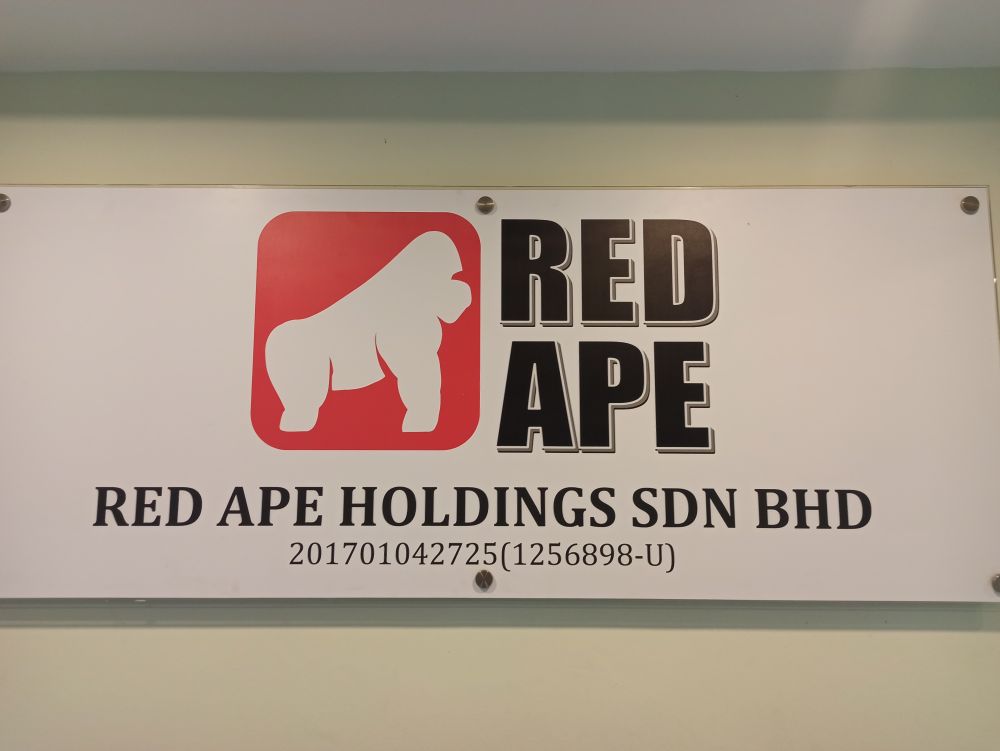 RED
APE
RED APE HOLDINGS SDN BHD
201701042725(1256898-U)